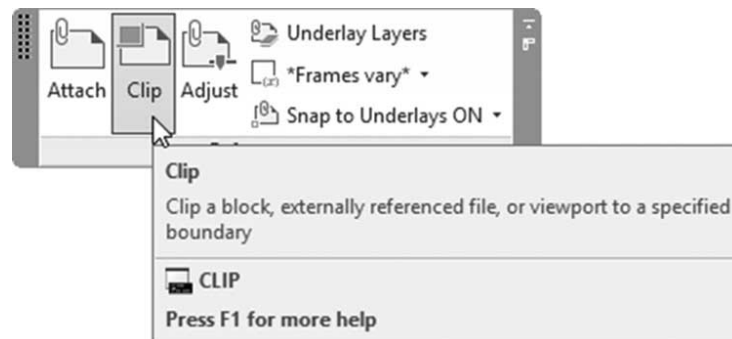 Underlay Layers
Attach Clip Adjust
*Frames vary*
Snap to Underlays ON
Clip
Clip a block, externally referenced file, or viewport to a specified
boundary
CLIP
Press F1 for more help